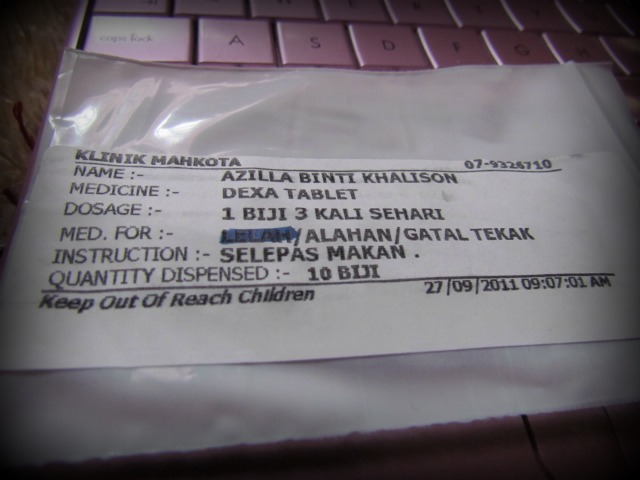 caps lock
A S D F G H
KLINIK MAHKOTA 07-9326710
NAME :- AZILLA BINTI KHALISON
MEDICINE :- DEXA TABLET
DOSAGE :- 1 BIJI 3 KALI SEHARI
MED. FOR :- LELAH/ALAHAN/GATAL TEKAK
INSTRUCTION :- SELEPAS MAKAN .
QUANTITY DISPENSED :- 10 BIJI
Keep Out Of Reach Children 27/09/2011 09:07:01 AM